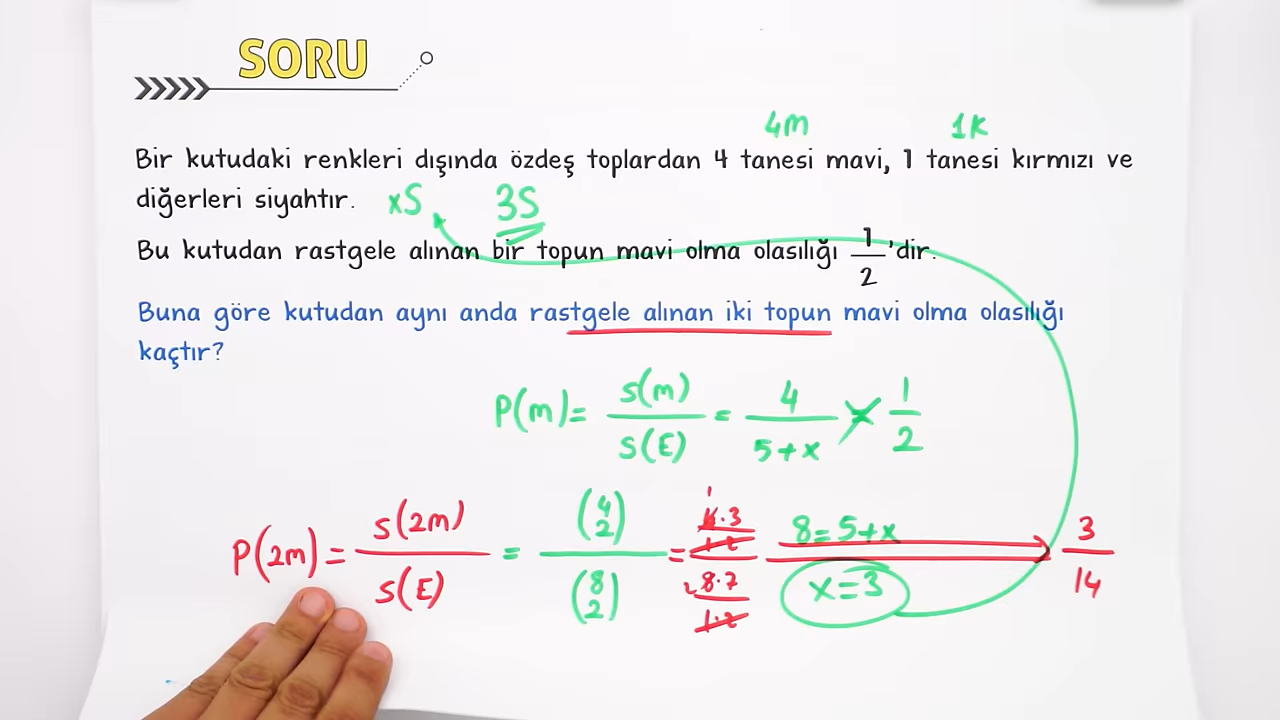 SORU
4M 1K
Bir kutudaki renkleri dışında özdeş toplardan 4 tanesi mavi, 1 tanesi kırmızı ve
diğerleri siyahtır. xS 3S
Bu kutudan rastgele alınan bir topun mavi olma olasılığı 1/2 'dir.
Buna göre kutudan aynı anda rastgele alınan iki topun mavi olma olasılığı
kaçtır?
P(m)= s(m)/s(E) = 4/5+x 1/2
8=5+x
x=3
P(2m)= s(2m)/s(E) = (4 2)/(8 2) = 4.3/1.2 / 8.7/1.2 3/14